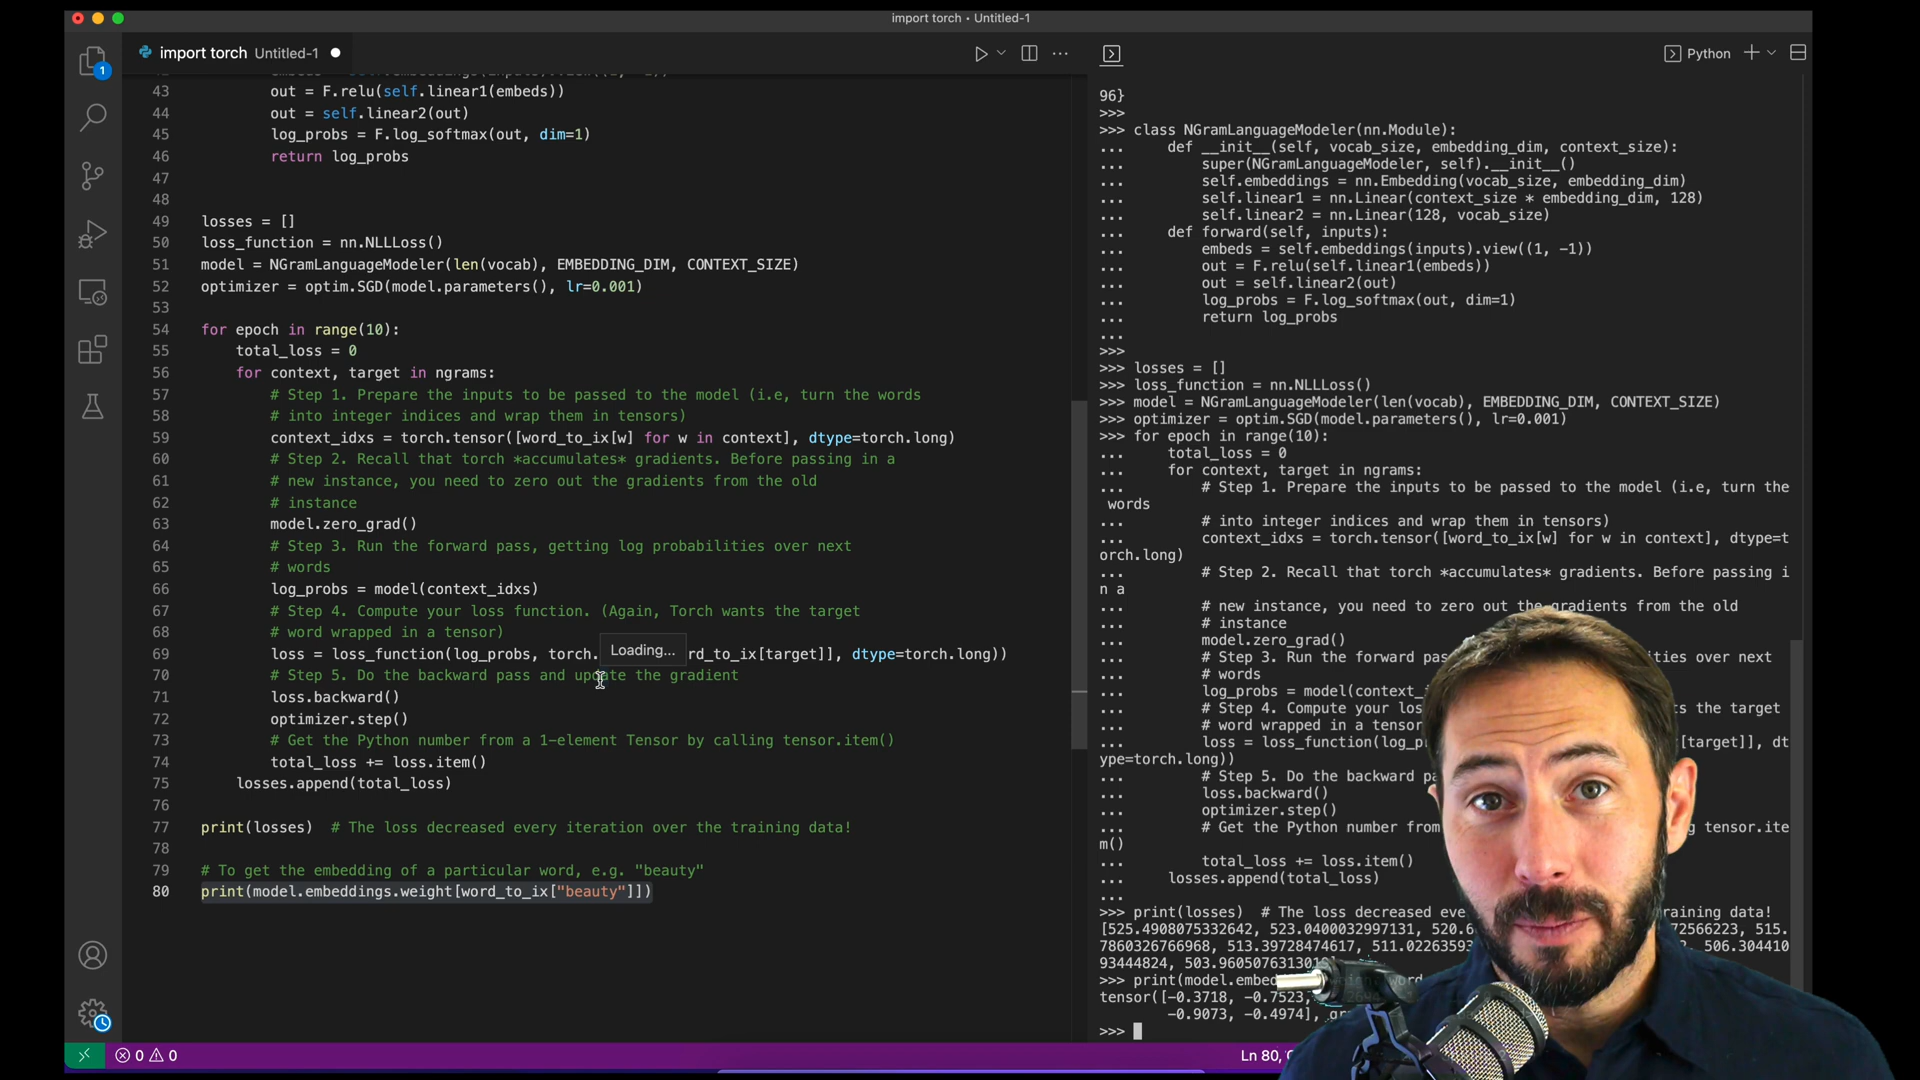 import torch • Untitled-1
import torch Untitled-1
Python
1
43 out = F.relu(self.linear1(embeds))
44 out = self.linear2(out)
45 log_probs = F.log_softmax(out, dim=1)
46 return log_probs
47
48
49 losses = []
50 loss_function = nn.NLLLoss()
51 model = NGramLanguageModeler(len(vocab), EMBEDDING_DIM, CONTEXT_SIZE)
52 optimizer = optim.SGD(model.parameters(), lr=0.001)
53
54 for epoch in range(10):
55 total_loss = 0
56 for context, target in ngrams:
57 # Step 1. Prepare the inputs to be passed to the model (i.e, turn the words
58 # into integer indices and wrap them in tensors)
59 context_idxs = torch.tensor([word_to_ix[w] for w in context], dtype=torch.long)
60 # Step 2. Recall that torch *accumulates* gradients. Before passing in a
61 # new instance, you need to zero out the gradients from the old
62 # instance
63 model.zero_grad()
64 # Step 3. Run the forward pass, getting log probabilities over next
65 # words
66 log_probs = model(context_idxs)
67 # Step 4. Compute your loss function. (Again, Torch wants the target
68 # word wrapped in a tensor)
Loading...
69 loss = loss_function(log_probs, torch. rd_to_ix[target]], dtype=torch.long))
70 # Step 5. Do the backward pass and update the gradient
71 loss.backward()
72 optimizer.step()
73 # Get the Python number from a 1-element Tensor by calling tensor.item()
74 total_loss += loss.item()
75 losses.append(total_loss)
76
77 print(losses) # The loss decreased every iteration over the training data!
78
79 # To get the embedding of a particular word, e.g. "beauty"
80 print(model.embeddings.weight[word_to_ix["beauty"]])
96}
>>>
>>> class NGramLanguageModeler(nn.Module):
... def __init__(self, vocab_size, embedding_dim, context_size):
... super(NGramLanguageModeler, self).__init__()
... self.embeddings = nn.Embedding(vocab_size, embedding_dim)
... self.linear1 = nn.Linear(context_size * embedding_dim, 128)
... self.linear2 = nn.Linear(128, vocab_size)
... def forward(self, inputs):
... embeds = self.embeddings(inputs).view((1, -1))
... out = F.relu(self.linear1(embeds))
... out = self.linear2(out)
... log_probs = F.log_softmax(out, dim=1)
... return log_probs
...
>>>
>>> losses = []
>>> loss_function = nn.NLLLoss()
>>> model = NGramLanguageModeler(len(vocab), EMBEDDING_DIM, CONTEXT_SIZE)
>>> optimizer = optim.SGD(model.parameters(), lr=0.001)
>>> for epoch in range(10):
... total_loss = 0
... for context, target in ngrams:
... # Step 1. Prepare the inputs to be passed to the model (i.e, turn the
words
... # into integer indices and wrap them in tensors)
... context_idxs = torch.tensor([word_to_ix[w] for w in context], dtype=t
orch.long)
... # Step 2. Recall that torch *accumulates* gradients. Before passing i
n a
... # new instance, you need to zero out the gradients from the old
... # instance
... model.zero_grad()
... # Step 3. Run the forward pas ities over next
... # words
... log_probs = model(context_i
... # Step 4. Compute your los ts the target
... # word wrapped in a tensor
... loss = loss_function(log_p [target]], dt
ype=torch.long))
... # Step 5. Do the backward pa
... loss.backward()
... optimizer.step()
... # Get the Python number from g tensor.ite
m()
... total_loss += loss.item()
... losses.append(total_loss)
...
>>> print(losses) # The loss decreased eve raining data!
[525.4908075332642, 523.0400032997131, 520.6 72566223, 515.
7860326766968, 513.39728474617, 511.02263593 506.304410
93444824, 503.960507631301
>>> print(model.embed
tensor([-0.3718, -0.7523,
-0.9073, -0.4974], gr
>>>
0 0
Ln 80,